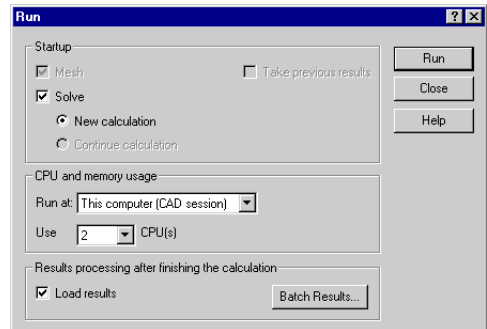 Run
Startup
Mesh
Take previous results
Solve
New calculation
Continue calculation
CPU and memory usage
Run at: This computer (CAD session)
Use 2 CPU(s)
Results processing after finishing the calculation
Load results
Batch Results...
Run
Close
Help